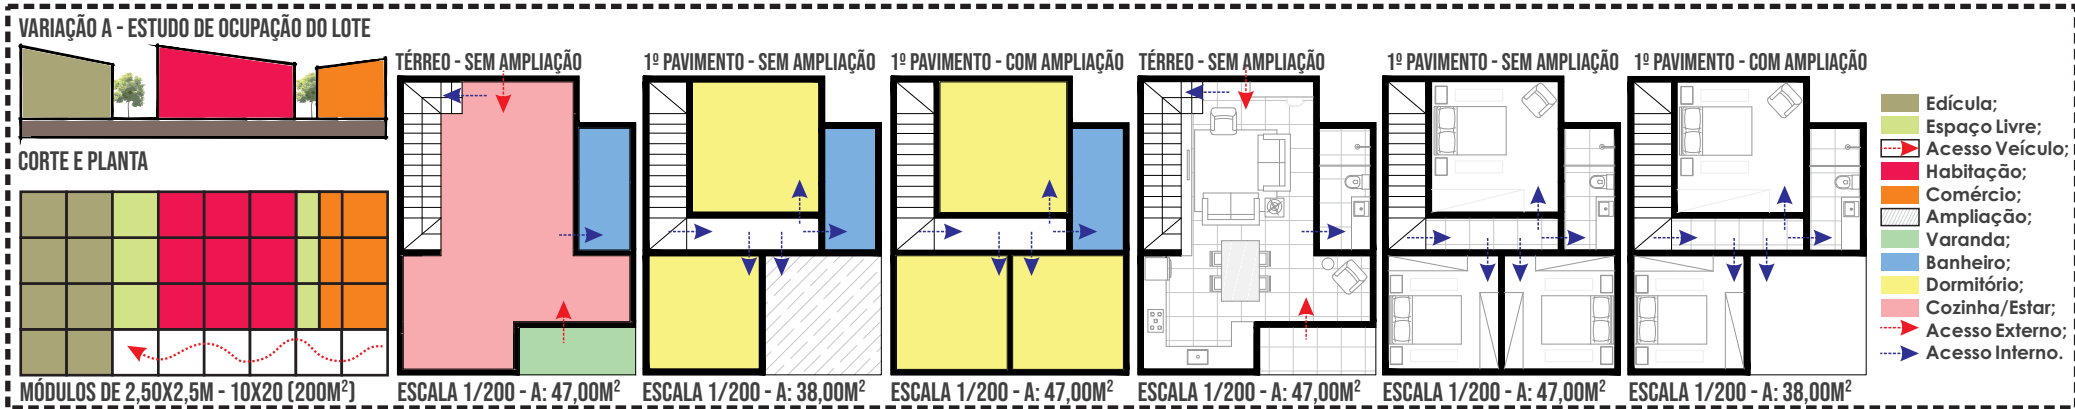 VARIAÇÃO A - ESTUDO DE OCUPAÇÃO DO LOTE
CORTE E PLANTA
MÓDULOS DE 2,50X2,5M - 10X20 (200M²)
TÉRREO - SEM AMPLIAÇÃO
ESCALA 1/200 - A: 47,00M²
1º PAVIMENTO - SEM AMPLIAÇÃO
ESCALA 1/200 - A: 38,00M²
1º PAVIMENTO - COM AMPLIAÇÃO
ESCALA 1/200 - A: 47,00M²
TÉRREO - SEM AMPLIAÇÃO
ESCALA 1/200 - A: 47,00M²
1º PAVIMENTO - SEM AMPLIAÇÃO
ESCALA 1/200 - A: 47,00M²
1º PAVIMENTO - COM AMPLIAÇÃO
ESCALA 1/200 - A: 38,00M²
Edícula;
Espaço Livre;
Acesso Veículo;
Habitação;
Comércio;
Ampliação;
Varanda;
Banheiro;
Dormitório;
Cozinha/Estar;
Acesso Externo;
Acesso Interno.